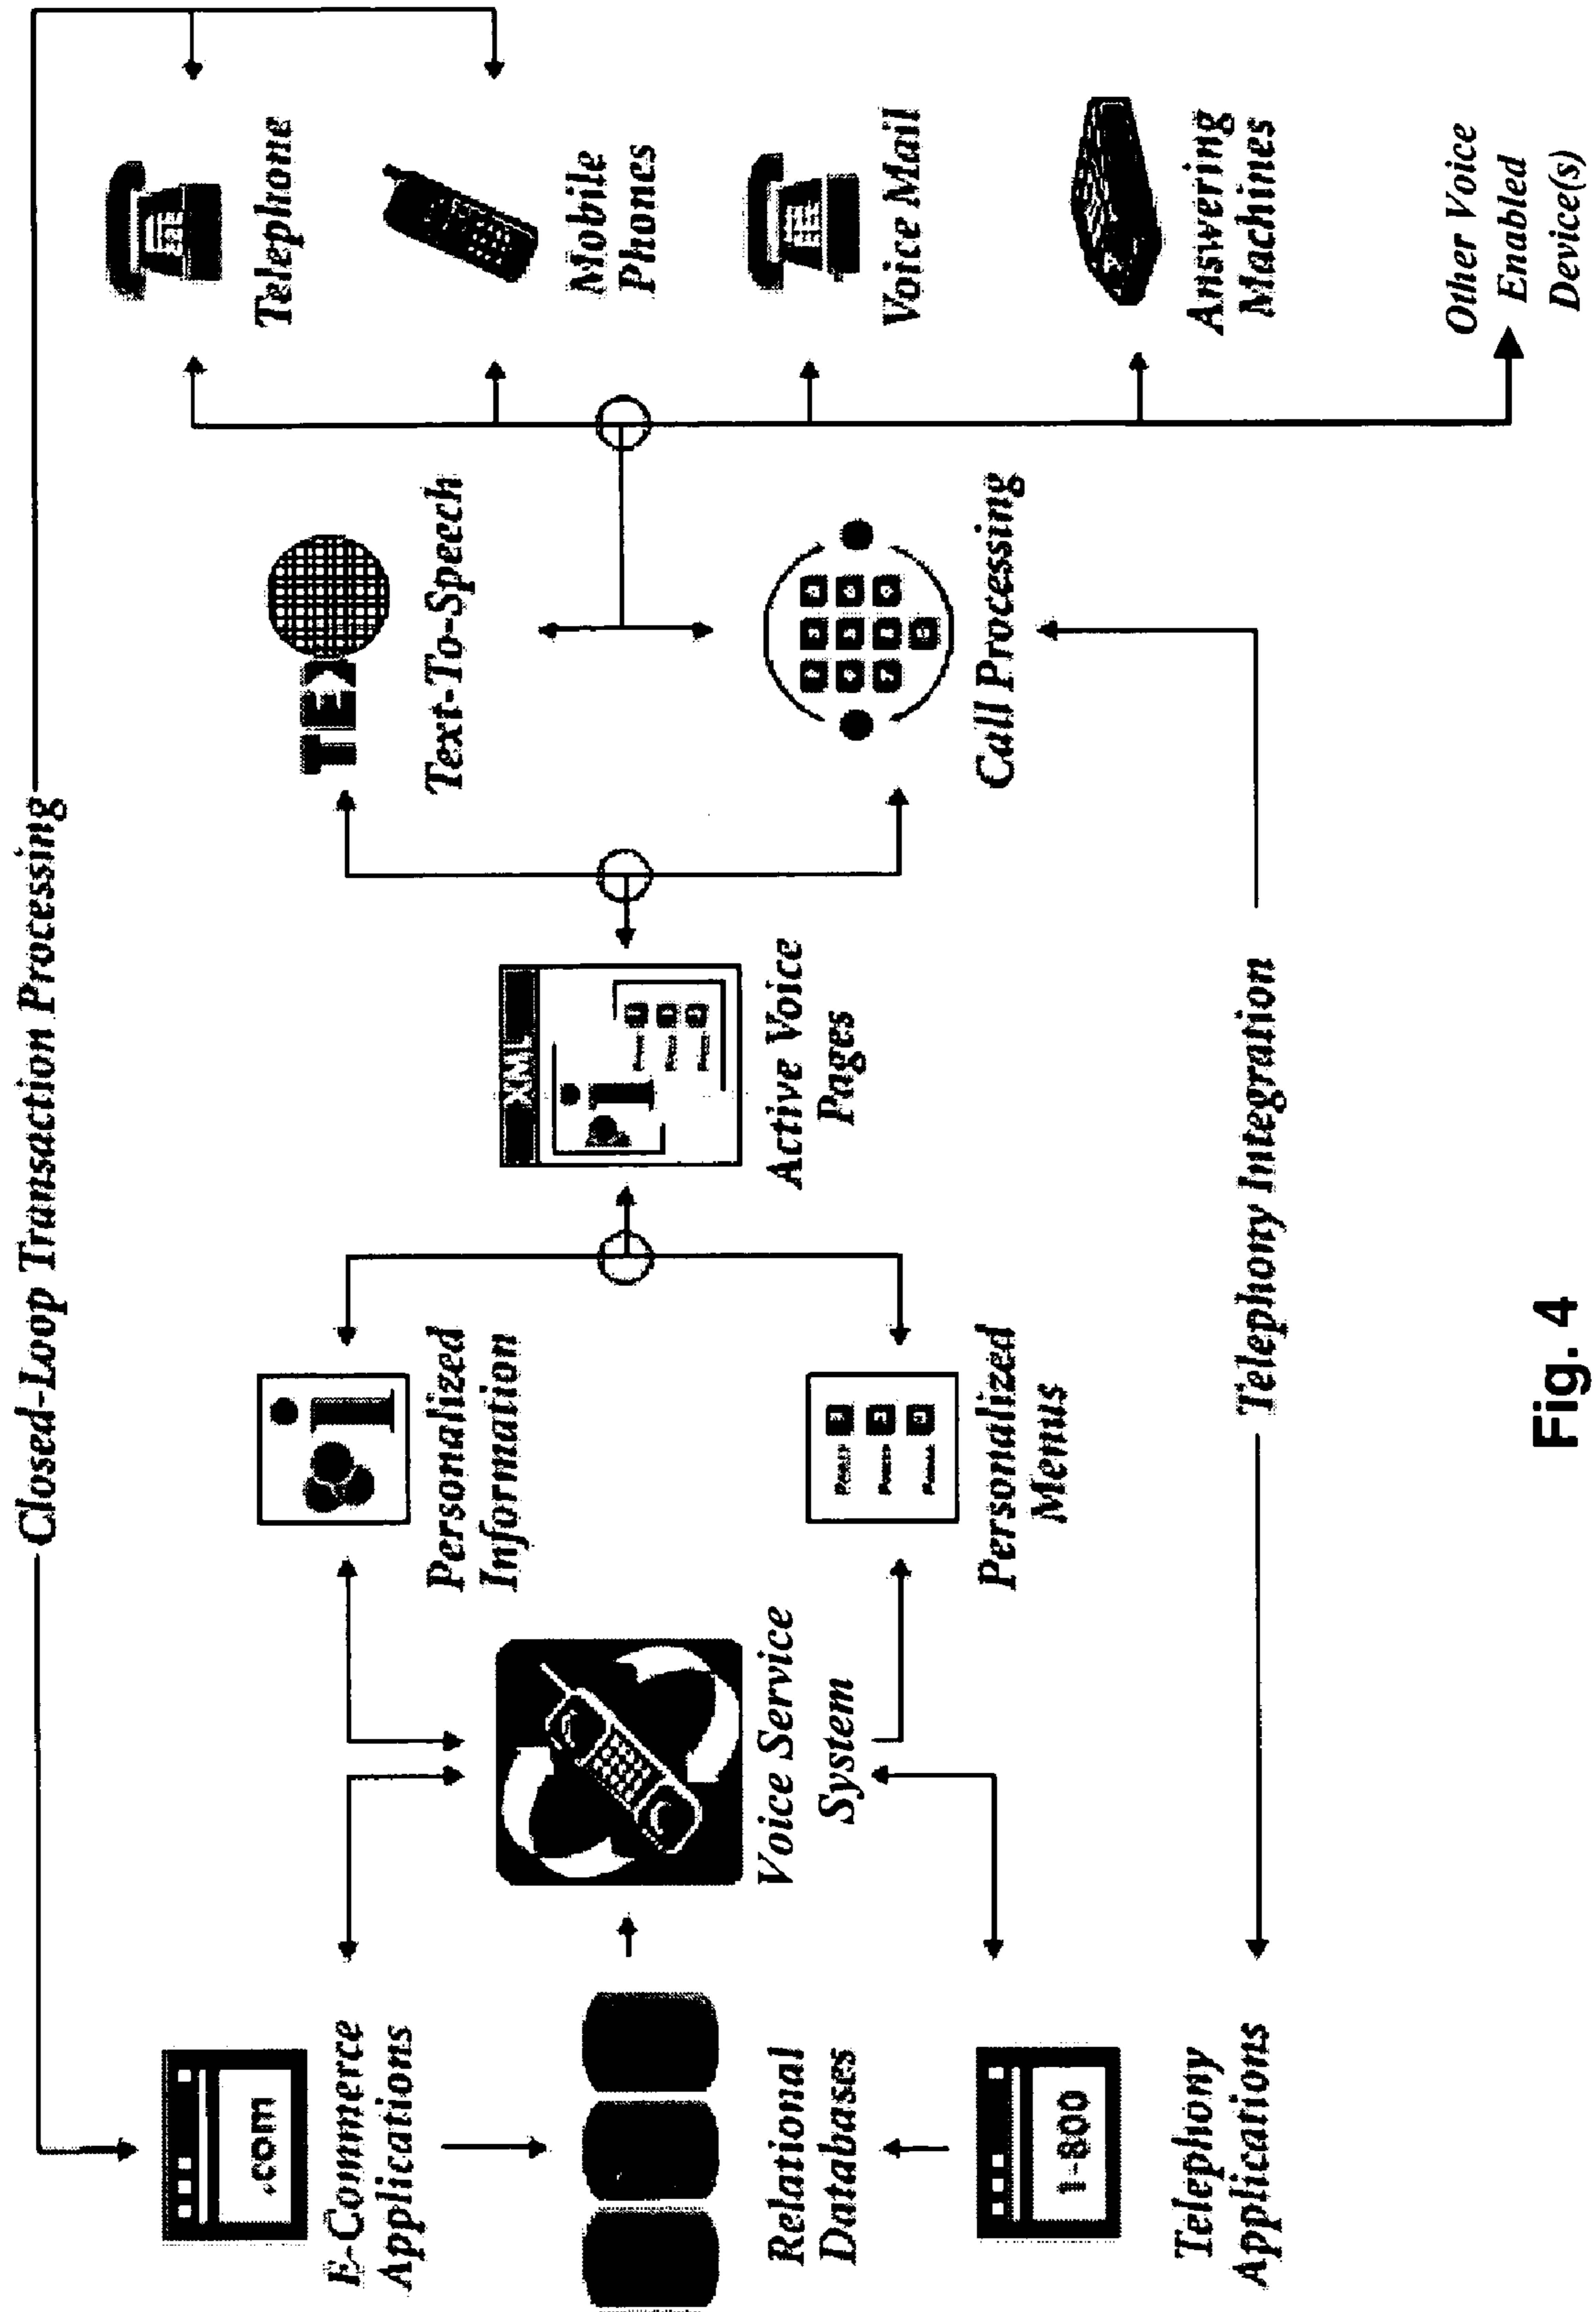 Closed-Loop Transaction Processing
.com
E-Commerce
Applications
Relational
Databases
1-800
Telephony
Applications
Voice Service
System
Personalized
Information
Personalized
Menus
XML
Active Voice
Pages
TEX
Text-To-Speech
Call Processing
Telephone
Mobile
Phones
Voice Mail
Answering
Machines
Other Voice
Enabled
Device(s)
Telephony Integration
Fig. 4